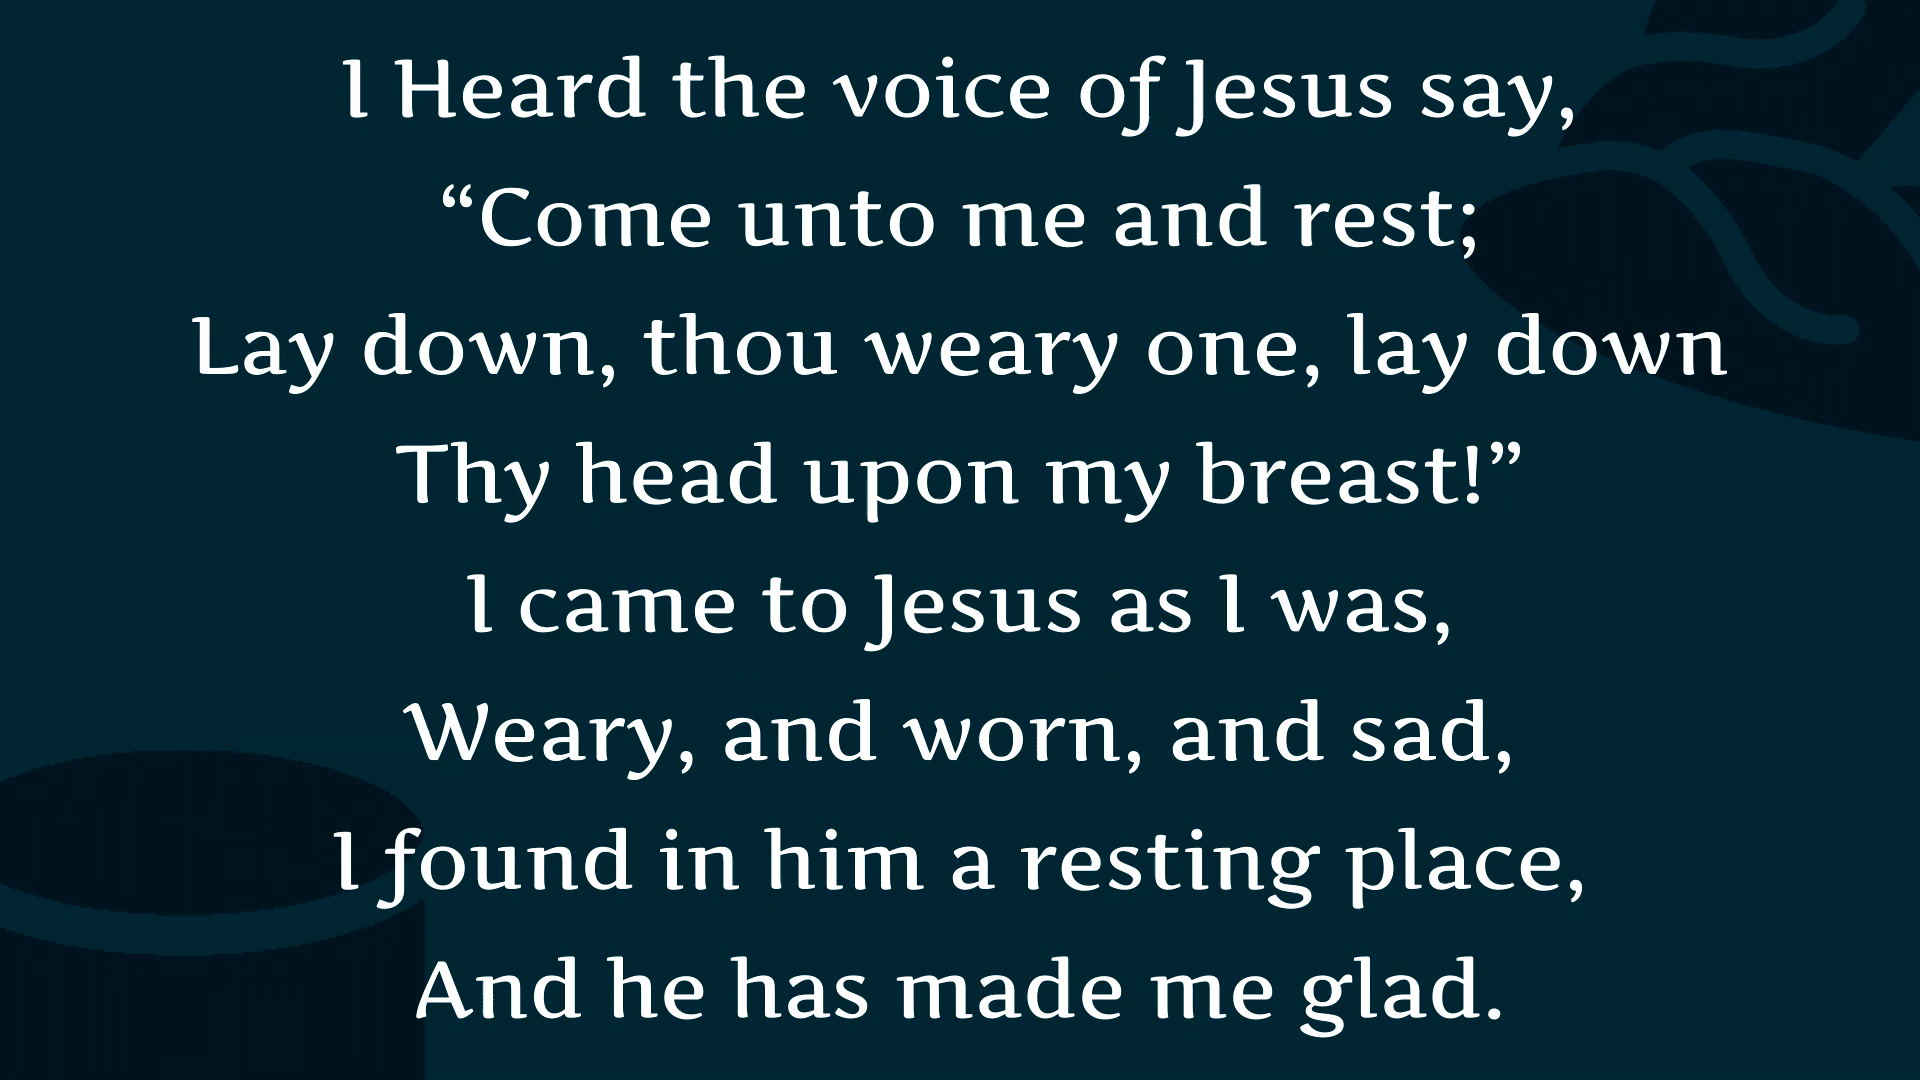 I Heard the voice of Jesus say,
“Come unto me and rest;
Lay down, thou weary one, lay down
Thy head upon my breast!”
I came to Jesus as I was,
Weary, and worn, and sad,
I found in him a resting place,
And he has made me glad.